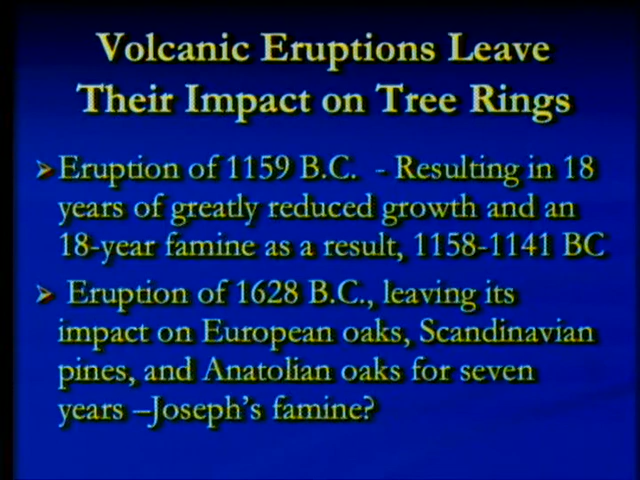 Volcanic Eruptions Leave
Their Impact on Tree Rings
Eruption of 1159 B.C. - Resulting in 18
years of greatly reduced growth and an
18-year famine as a result, 1158-1141 BC
Eruption of 1628 B.C., leaving its
impact on European oaks, Scandinavian
pines, and Anatolian oaks for seven
years –Joseph's famine?